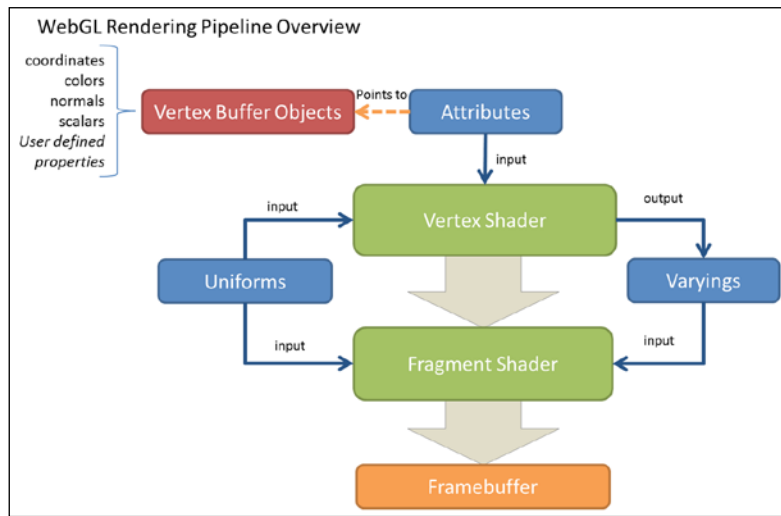 WebGL Rendering Pipeline Overview
coordinates
colors
normals
scalars
User defined
properties
Vertex Buffer Objects
Points to
Attributes
input
input
Vertex Shader
output
Uniforms
Varyings
input
Fragment Shader
input
Framebuffer